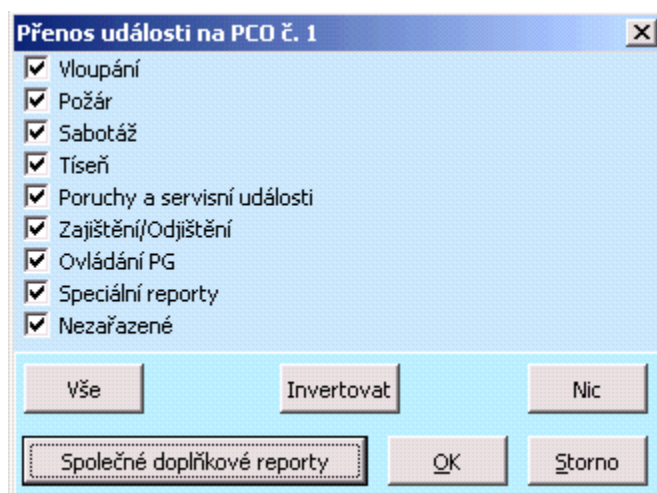 Přenos události na PCO č. 1
Vloupání
Požár
Sabotáž
Tíseň
Poruchy a servisní události
Zajištění/Odjištění
Ovládání PG
Speciální reporty
Nezařazené
Vše Invertovat Nic
Společné doplňkové reporty OK Storno